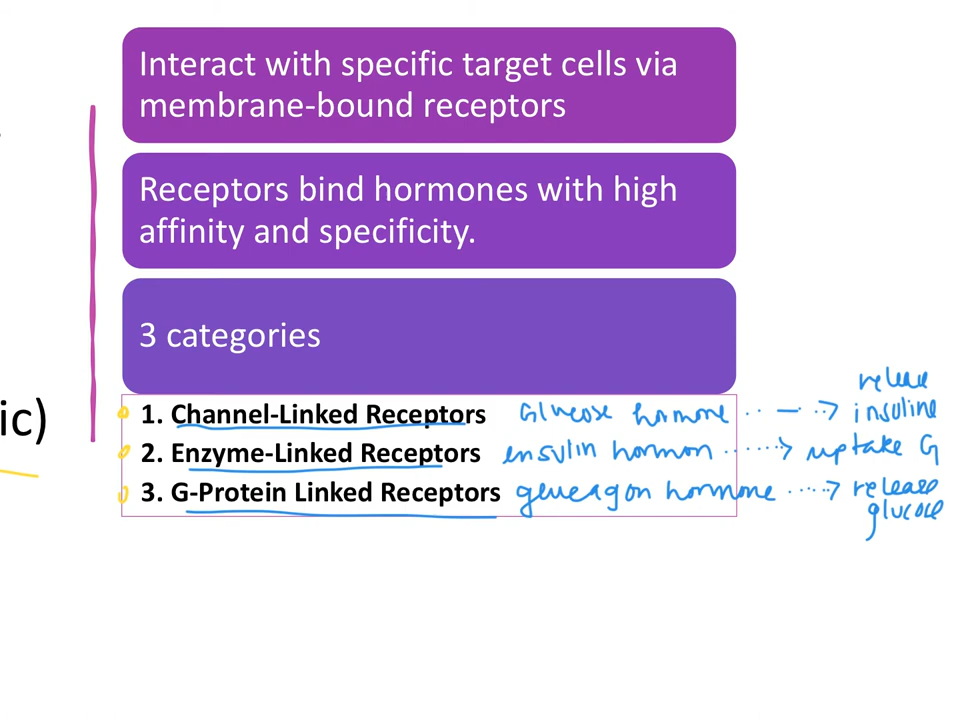 Interact with specific target cells via
membrane-bound receptors
Receptors bind hormones with high
affinity and specificity.
3 categories
ic)
release
1. Channel-Linked Receptors Glucose hormone insuline
2. Enzyme-Linked Receptors ensulin hormon uptake G
3. G-Protein Linked Receptors hormone release
glucose